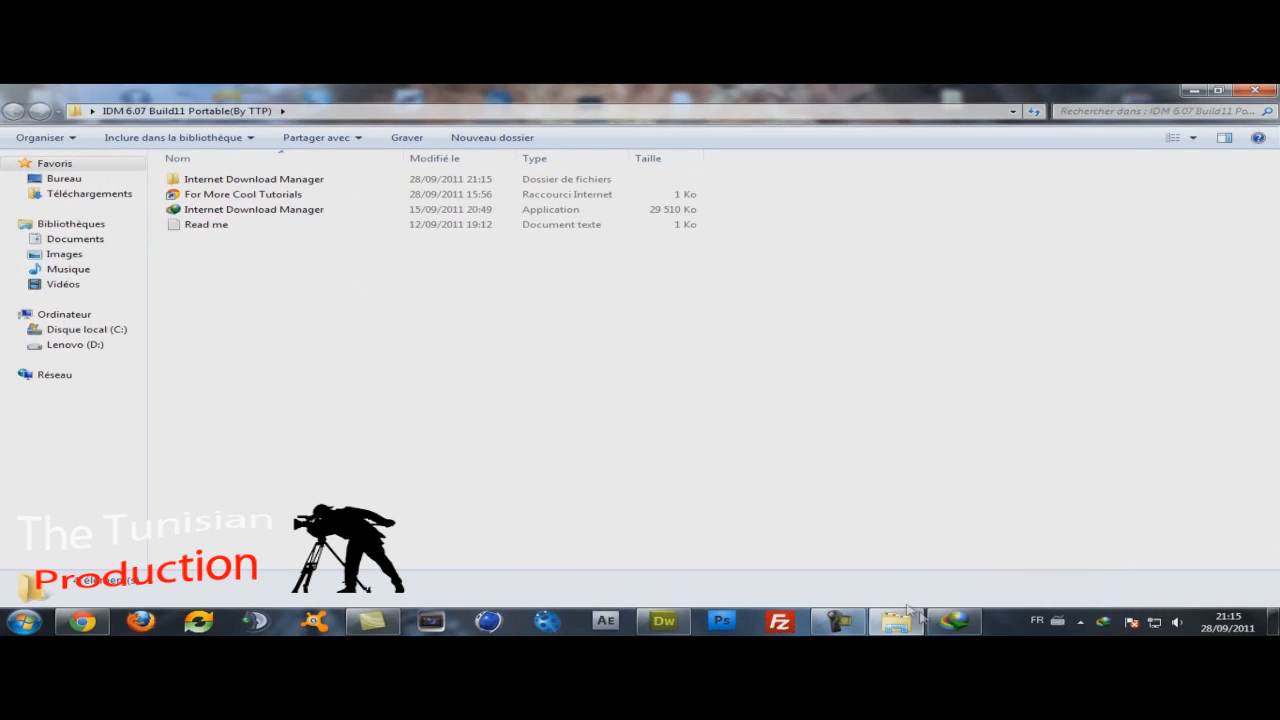 IDM 6.07 Build11 Portable(By TTP)
Rechercher dans : IDM 6.07 Build11 Po...
Organiser
Inclure dans la bibliothèque
Partager avec
Graver
Nouveau dossier
Nom
Modifié le
Type
Taille
Favoris
Bureau
Téléchargements
Bibliothèques
Documents
Images
Musique
Vidéos
Ordinateur
Disque local (C:)
Lenovo (D:)
Réseau
Internet Download Manager 28/09/2011 21:15 Dossier de fichiers
For More Cool Tutorials 28/09/2011 15:56 Raccourci Internet 1 Ko
Internet Download Manager 15/09/2011 20:49 Application 29 510 Ko
Read me 12/09/2011 19:12 Document texte 1 Ko
The Tunisian
Production
AE
Dw
Ps
Fz
FR
21:15
28/09/2011